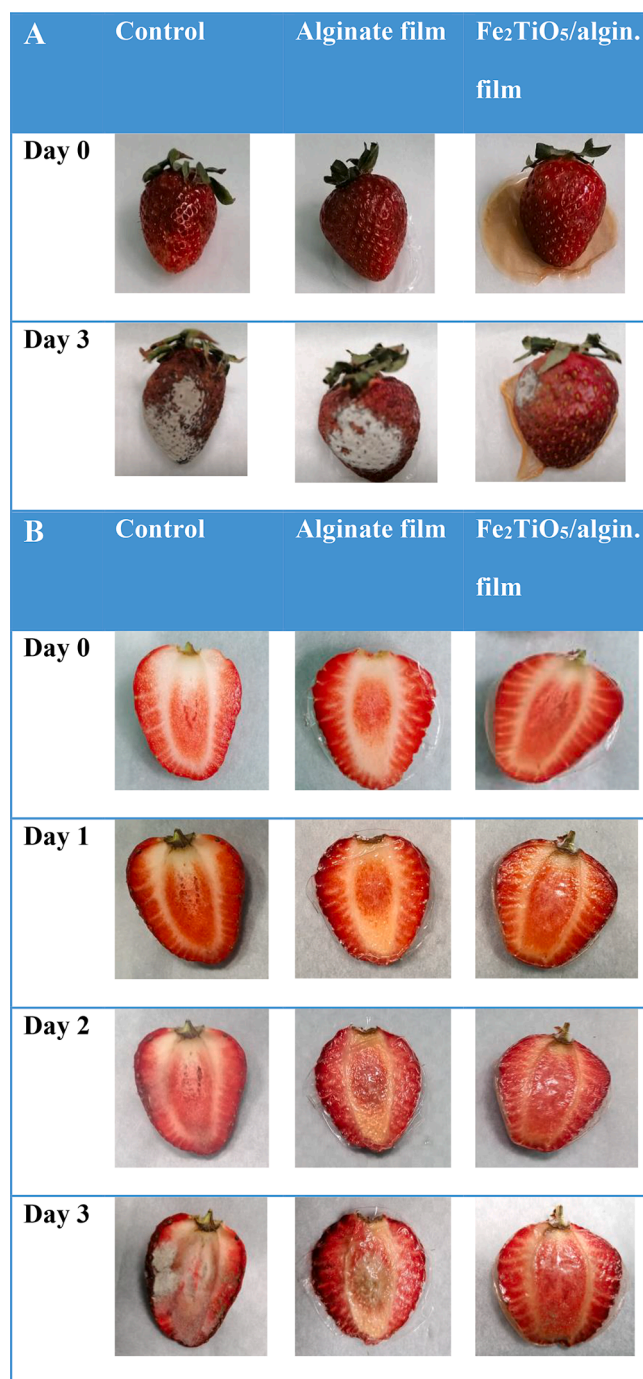 A Control Alginate film Fe₂TiO₅/algin.
film
Day 0
Day 3
B Control Alginate film Fe₂TiO₅/algin.
film
Day 0
Day 1
Day 2
Day 3